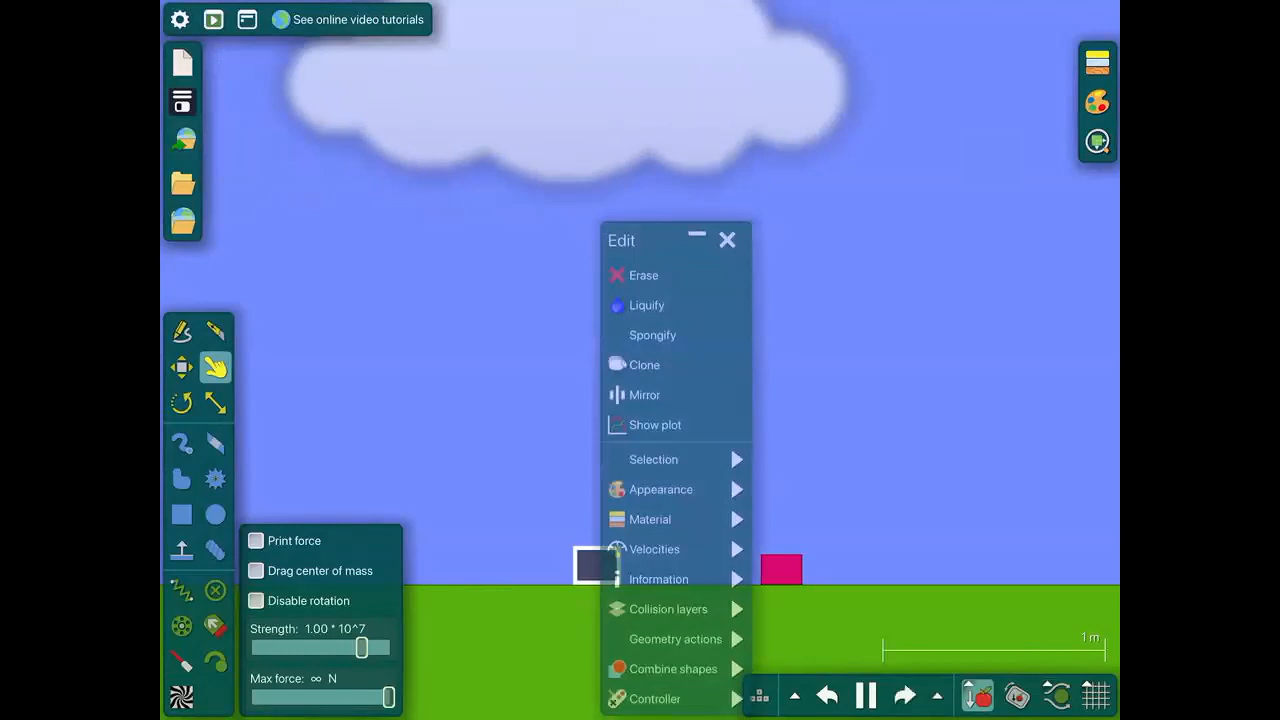 See online video tutorials
Edit
Erase
Liquify
Spongify
Clone
Mirror
Show plot
Selection
Appearance
Material
Velocities
Information
Collision layers
Geometry actions
Combine shapes
Controller
Print force
Drag center of mass
Disable rotation
Strength: 1.00 * 10^7
Max force: ∞ N
1 m